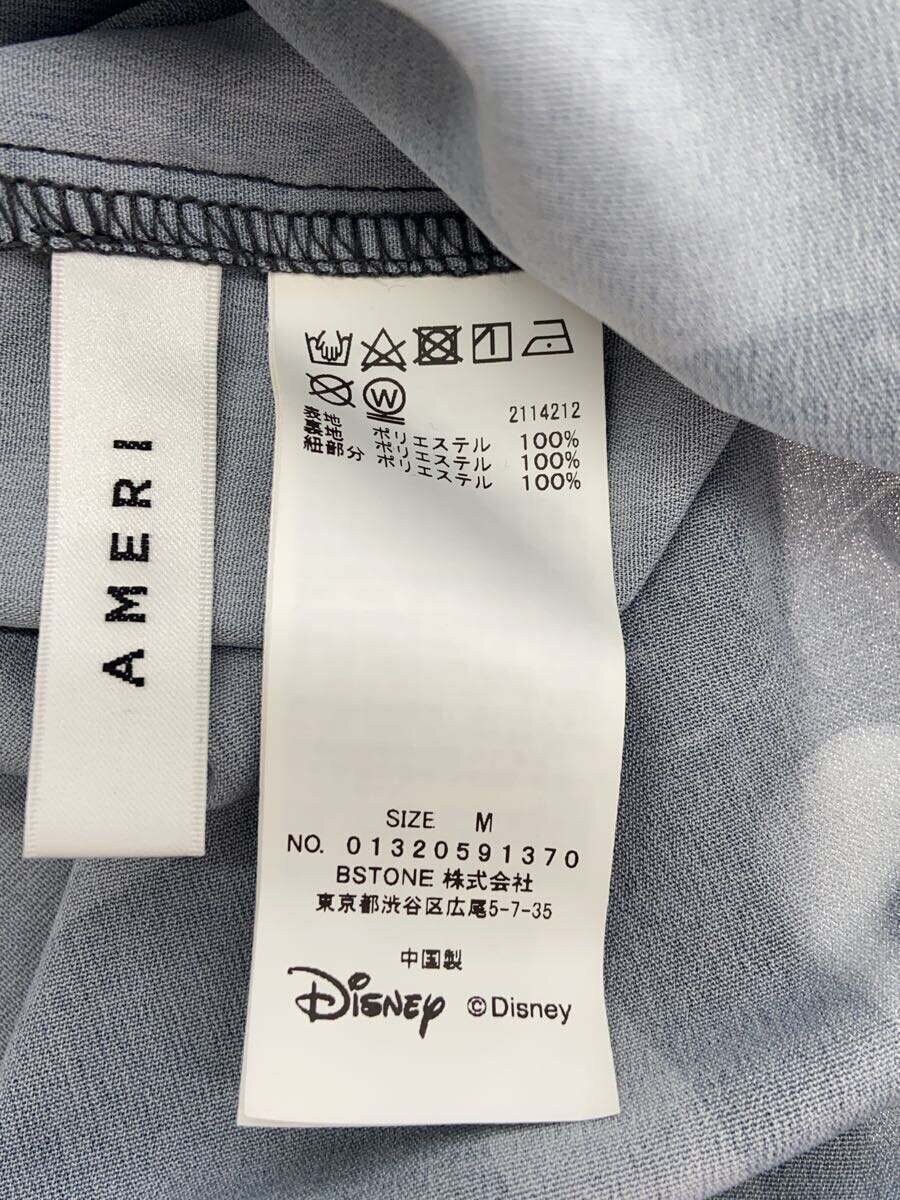 AMERI
W
2114212
表地 ポリエステル 100%
裏地 ポリエステル 100%
紐部分 ポリエステル 100%
SIZE M
NO. 01320591370
BSTONE 株式会社
東京都渋谷区広尾5-7-35
中国製
Disney ©Disney